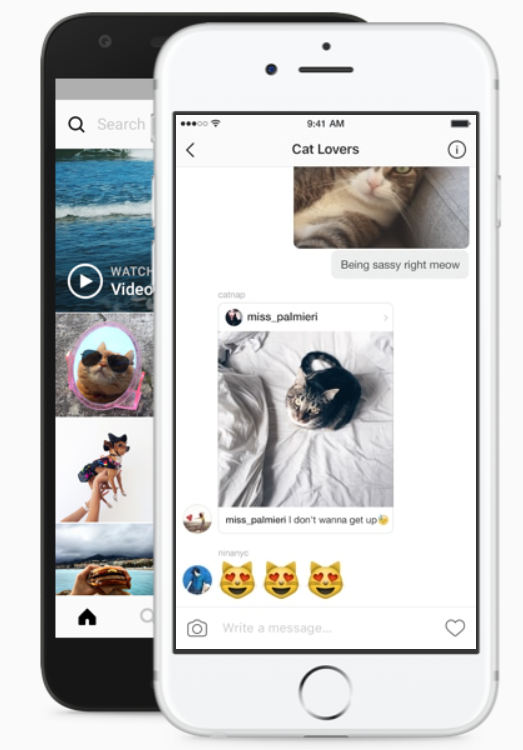 Search
WATCH
Video
9:41 AM
Cat Lovers
Being sassy right meow
catnap
miss_palmieri
miss_palmieri I don't wanna get up
ninanyc
Write a message...